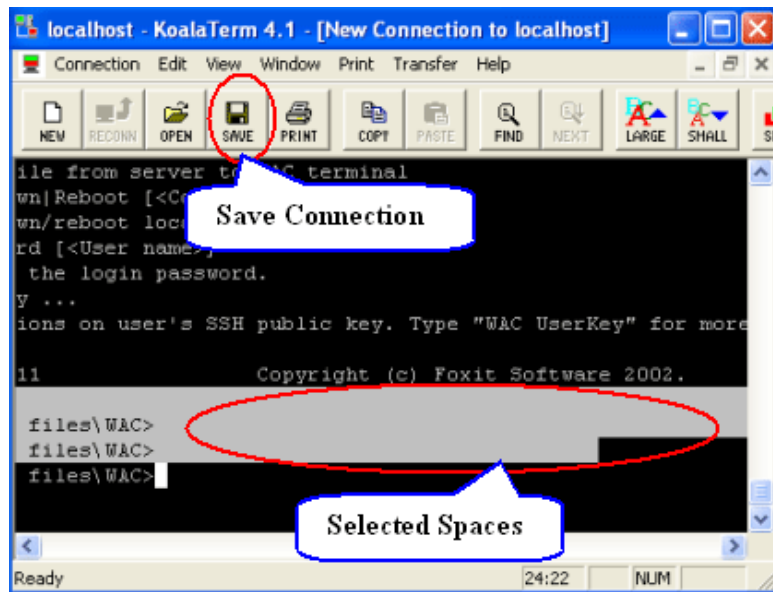 localhost - KoalaTerm 4.1 - [New Connection to localhost]
Connection Edit View Window Print Transfer Help
NEW RECONN OPEN SAVE PRINT COPY PASTE FIND NEXT LARGE SMALL
ile from server to terminal
wn|Reboot [<Co
Save Connection
wn/reboot loca
rd [<User name>]
the login password.
y ...
ions on user's SSH public key. Type "WAC UserKey" for more
11 Copyright (c) Foxit Software 2002.
files\WAC>
files\WAC>
files\WAC>
Selected Spaces
Ready 24:22 NUM